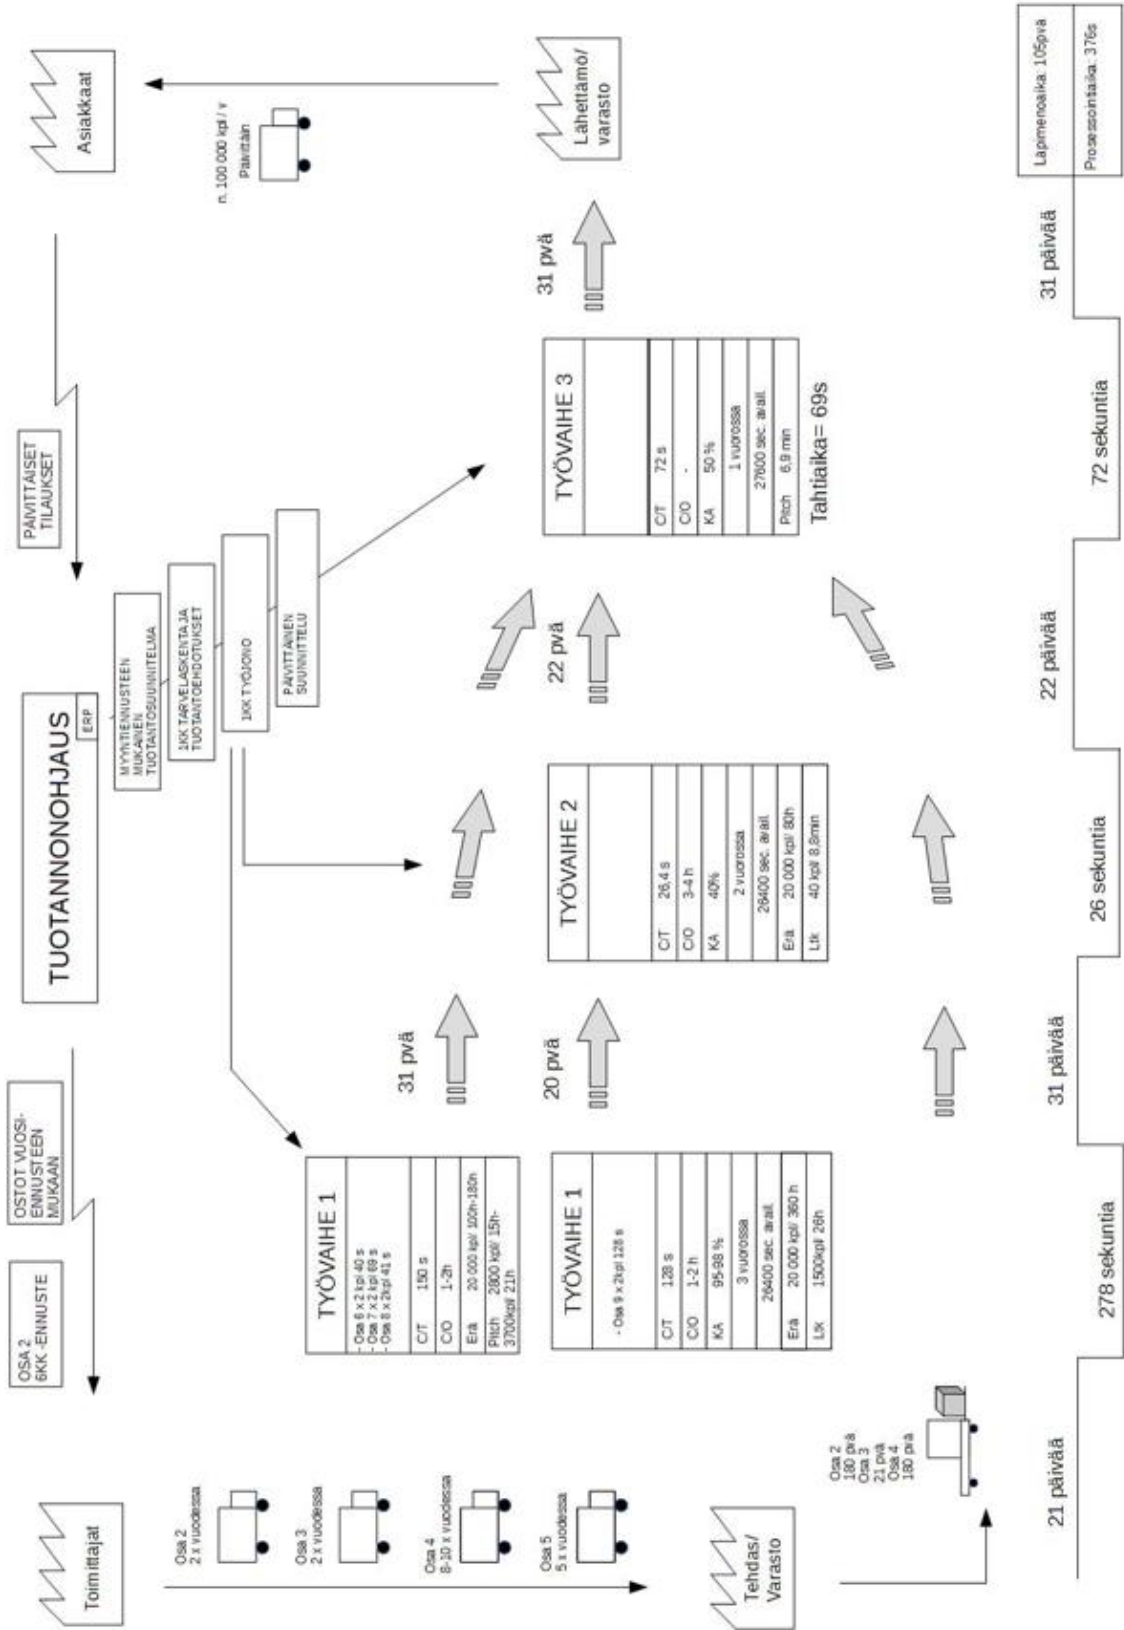 Toimittajat
OSA 2
6KK -ENNUSTE
OSTOT VUOSI-
ENNUSTEEN
MUKAAN
TUOTANNONOHJAUS
ERP
PÄIVITTÄISET
TILAUKSET
Asiakkaat
MYYNTIENNUSTEEN
MUKAINEN
TUOTANTOSUUNNITELMA
1KK TARVELASKENTA JA
TUOTANTOEHDOTUKSET
1KK TYÖJONO
PÄIVITTÄINEN
SUUNNITTELU
n. 100 000 kpl / v
Päivittäin
Osa 2
2 x vuodessa
Osa 3
2 x vuodessa
Osa 4
8-10 x vuodessa
Osa 5
5 x vuodessa
Tehdas/
Varasto
TYÖVAIHE 1
- Osa 6 x 2 kpl 40 s
- Osa 7 x 2 kpl 69 s
- Osa 8 x 2kpl 41 s
C/T 150 s
C/O 1-2h
Erä 20 000 kpl/ 100h-180h
Pitch 2800 kpl/ 15h-
3700kpl/ 21h
31 pvä
TYÖVAIHE 1
- Osa 9 x 2kpl 128 s
C/T 128 s
C/O 1-2 h
KA 95-98 %
3 vuorossa
26400 sec. avail.
Erä 20 000 kpl/ 360 h
Ltk 1500kpl/ 26h
20 pvä
TYÖVAIHE 2
C/T 26,4 s
C/O 3-4 h
KA 40%
2 vuorossa
26400 sec. avail.
Erä 20 000 kpl/ 80h
Ltk 40 kpl/ 8,8min
22 pvä
TYÖVAIHE 3
C/T 72 s
C/O -
KA 50 %
1 vuorossa
27600 sec. avail.
Pitch 6,9 min
Tahtiaika= 69s
31 pvä
Lähettämö/
varasto
Osa 2
180 pvä
Osa 3
21 pvä
Osa 4
180 pvä
21 päivää
278 sekuntia
31 päivää
26 sekuntia
22 päivää
72 sekuntia
31 päivää
Läpimenoaika: 105pvä
Prosessointiaika: 376s